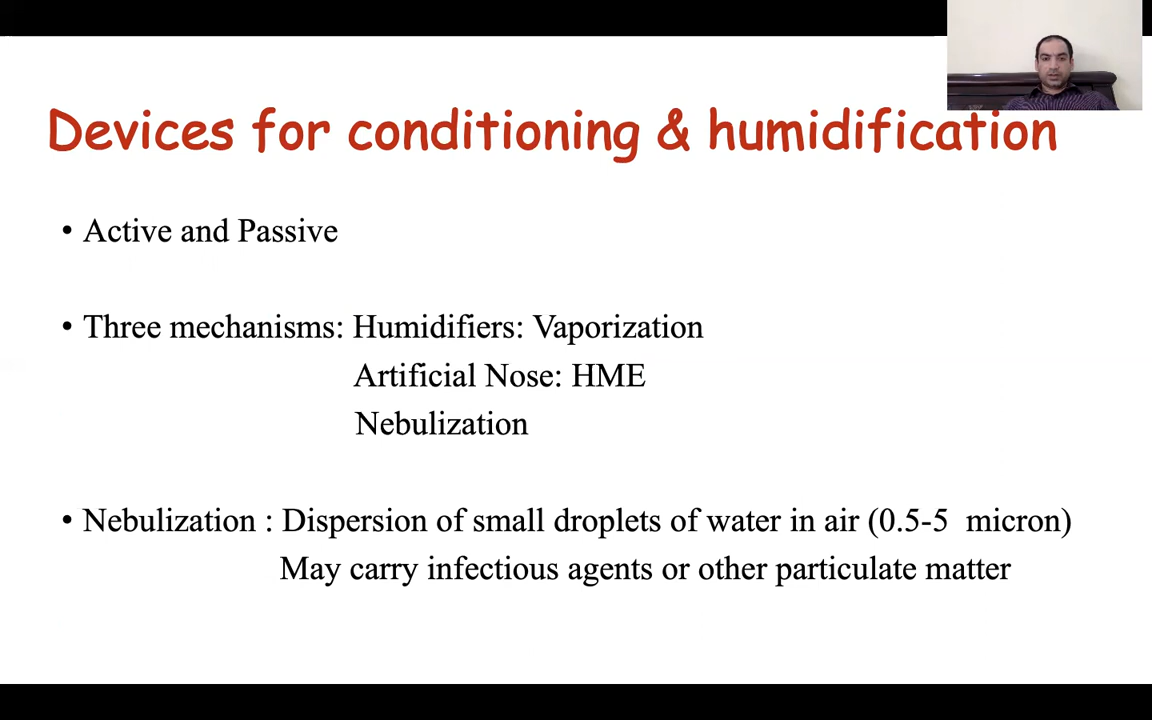 Devices for conditioning & humidification
• Active and Passive
• Three mechanisms: Humidifiers: Vaporization
Artificial Nose: HME
Nebulization
• Nebulization : Dispersion of small droplets of water in air (0.5-5 micron)
May carry infectious agents or other particulate matter